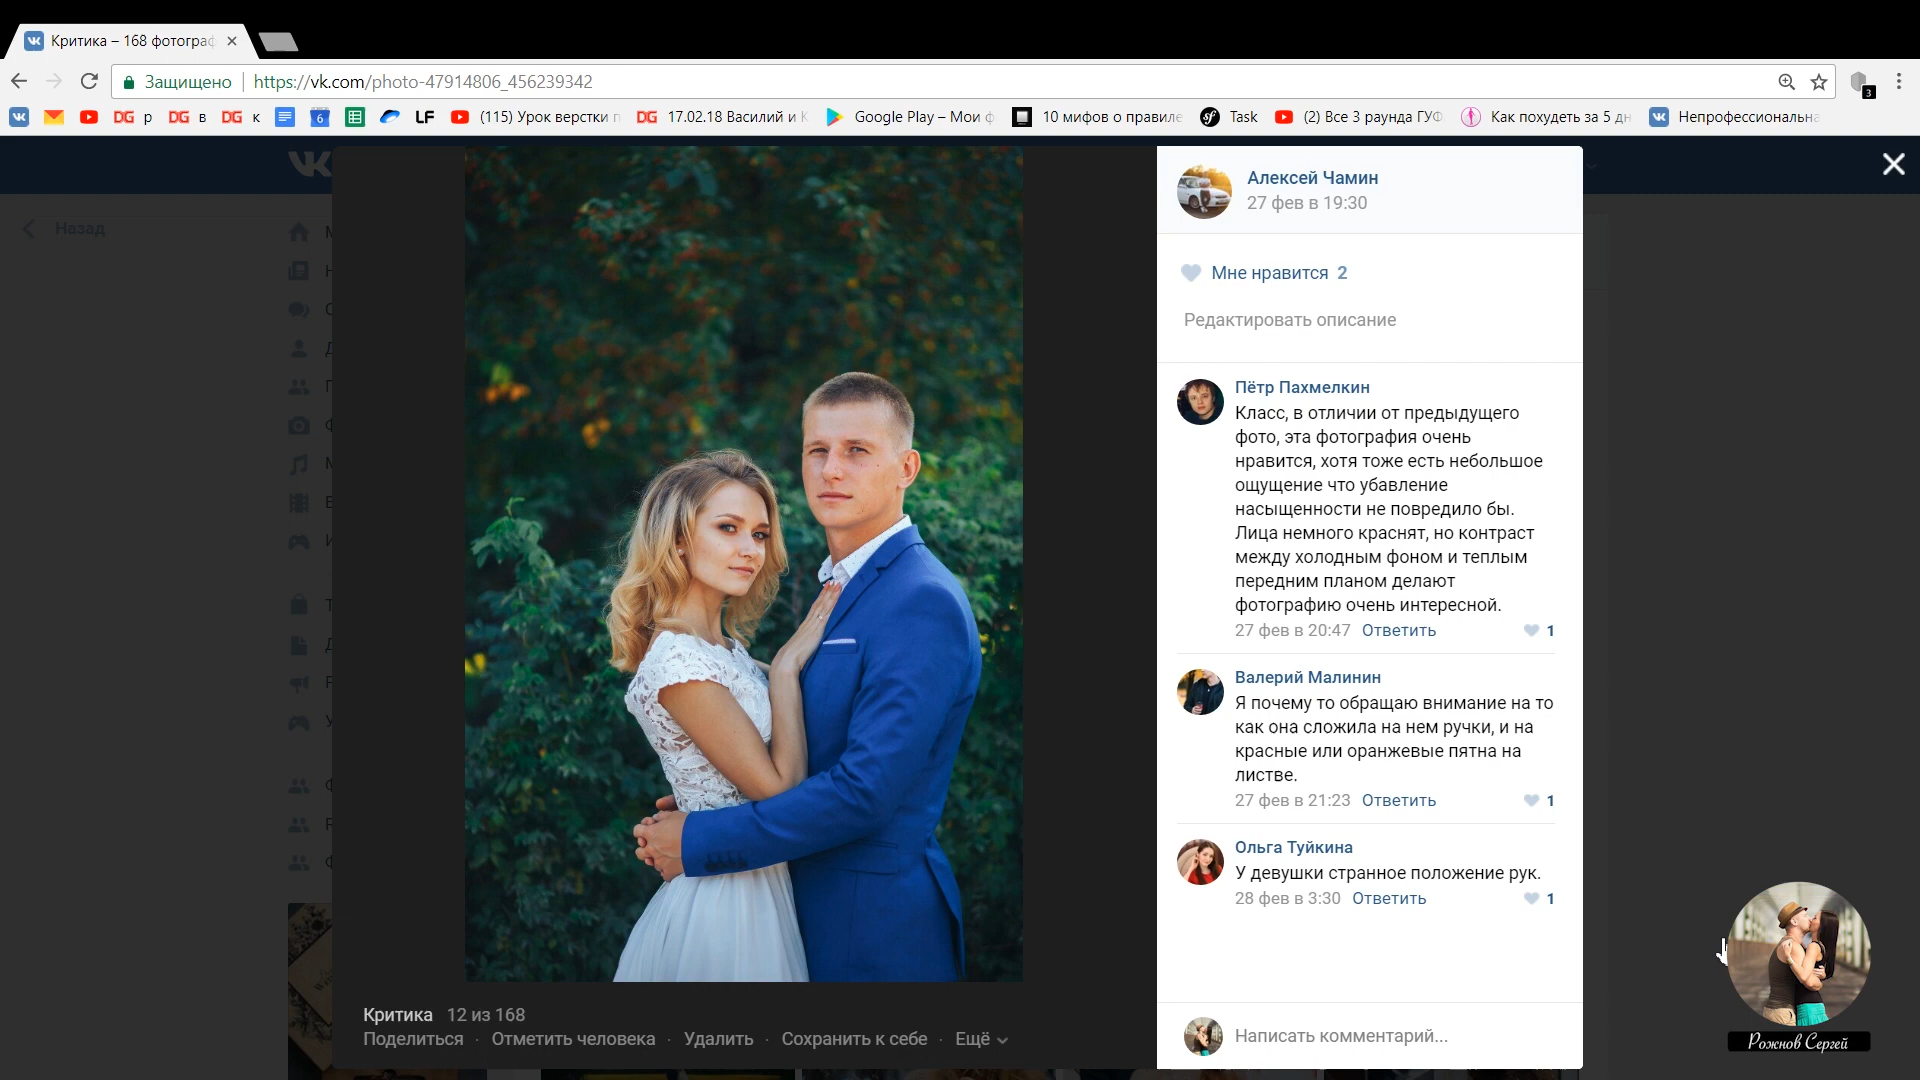 Критика – 168 фотограф
Защищено
https://vk.com/photo-47914806_456239342
3
DG р
DG в
DG к
6
LF
(115) Урок верстки
DG 17.02.18 Василий и К
Google Play – Мои ф
10 мифов о правиле
Task
(2) Все 3 раунда ГУФ
Как похудеть за 5 дн
Непрофессиональна
Назад
Алексей Чамин
27 фев в 19:30
Мне нравится 2
Редактировать описание
Пётр Пахмелкин
Класс, в отличии от предыдущего
фото, эта фотография очень
нравится, хотя тоже есть небольшое
ощущение что убавление
насыщенности не повредило бы.
Лица немного краснят, но контраст
между холодным фоном и теплым
передним планом делают
фотографию очень интересной.
27 фев в 20:47 Ответить 1
Валерий Малинин
Я почему то обращаю внимание на то
как она сложила на нем ручки, и на
красные или оранжевые пятна на
листве.
27 фев в 21:23 Ответить 1
Ольга Туйкина
У девушки странное положение рук.
28 фев в 3:30 Ответить 1
Написать комментарий...
Критика 12 из 168
Поделиться · Отметить человека · Удалить · Сохранить к себе · Ещё
Рожнов Сергей